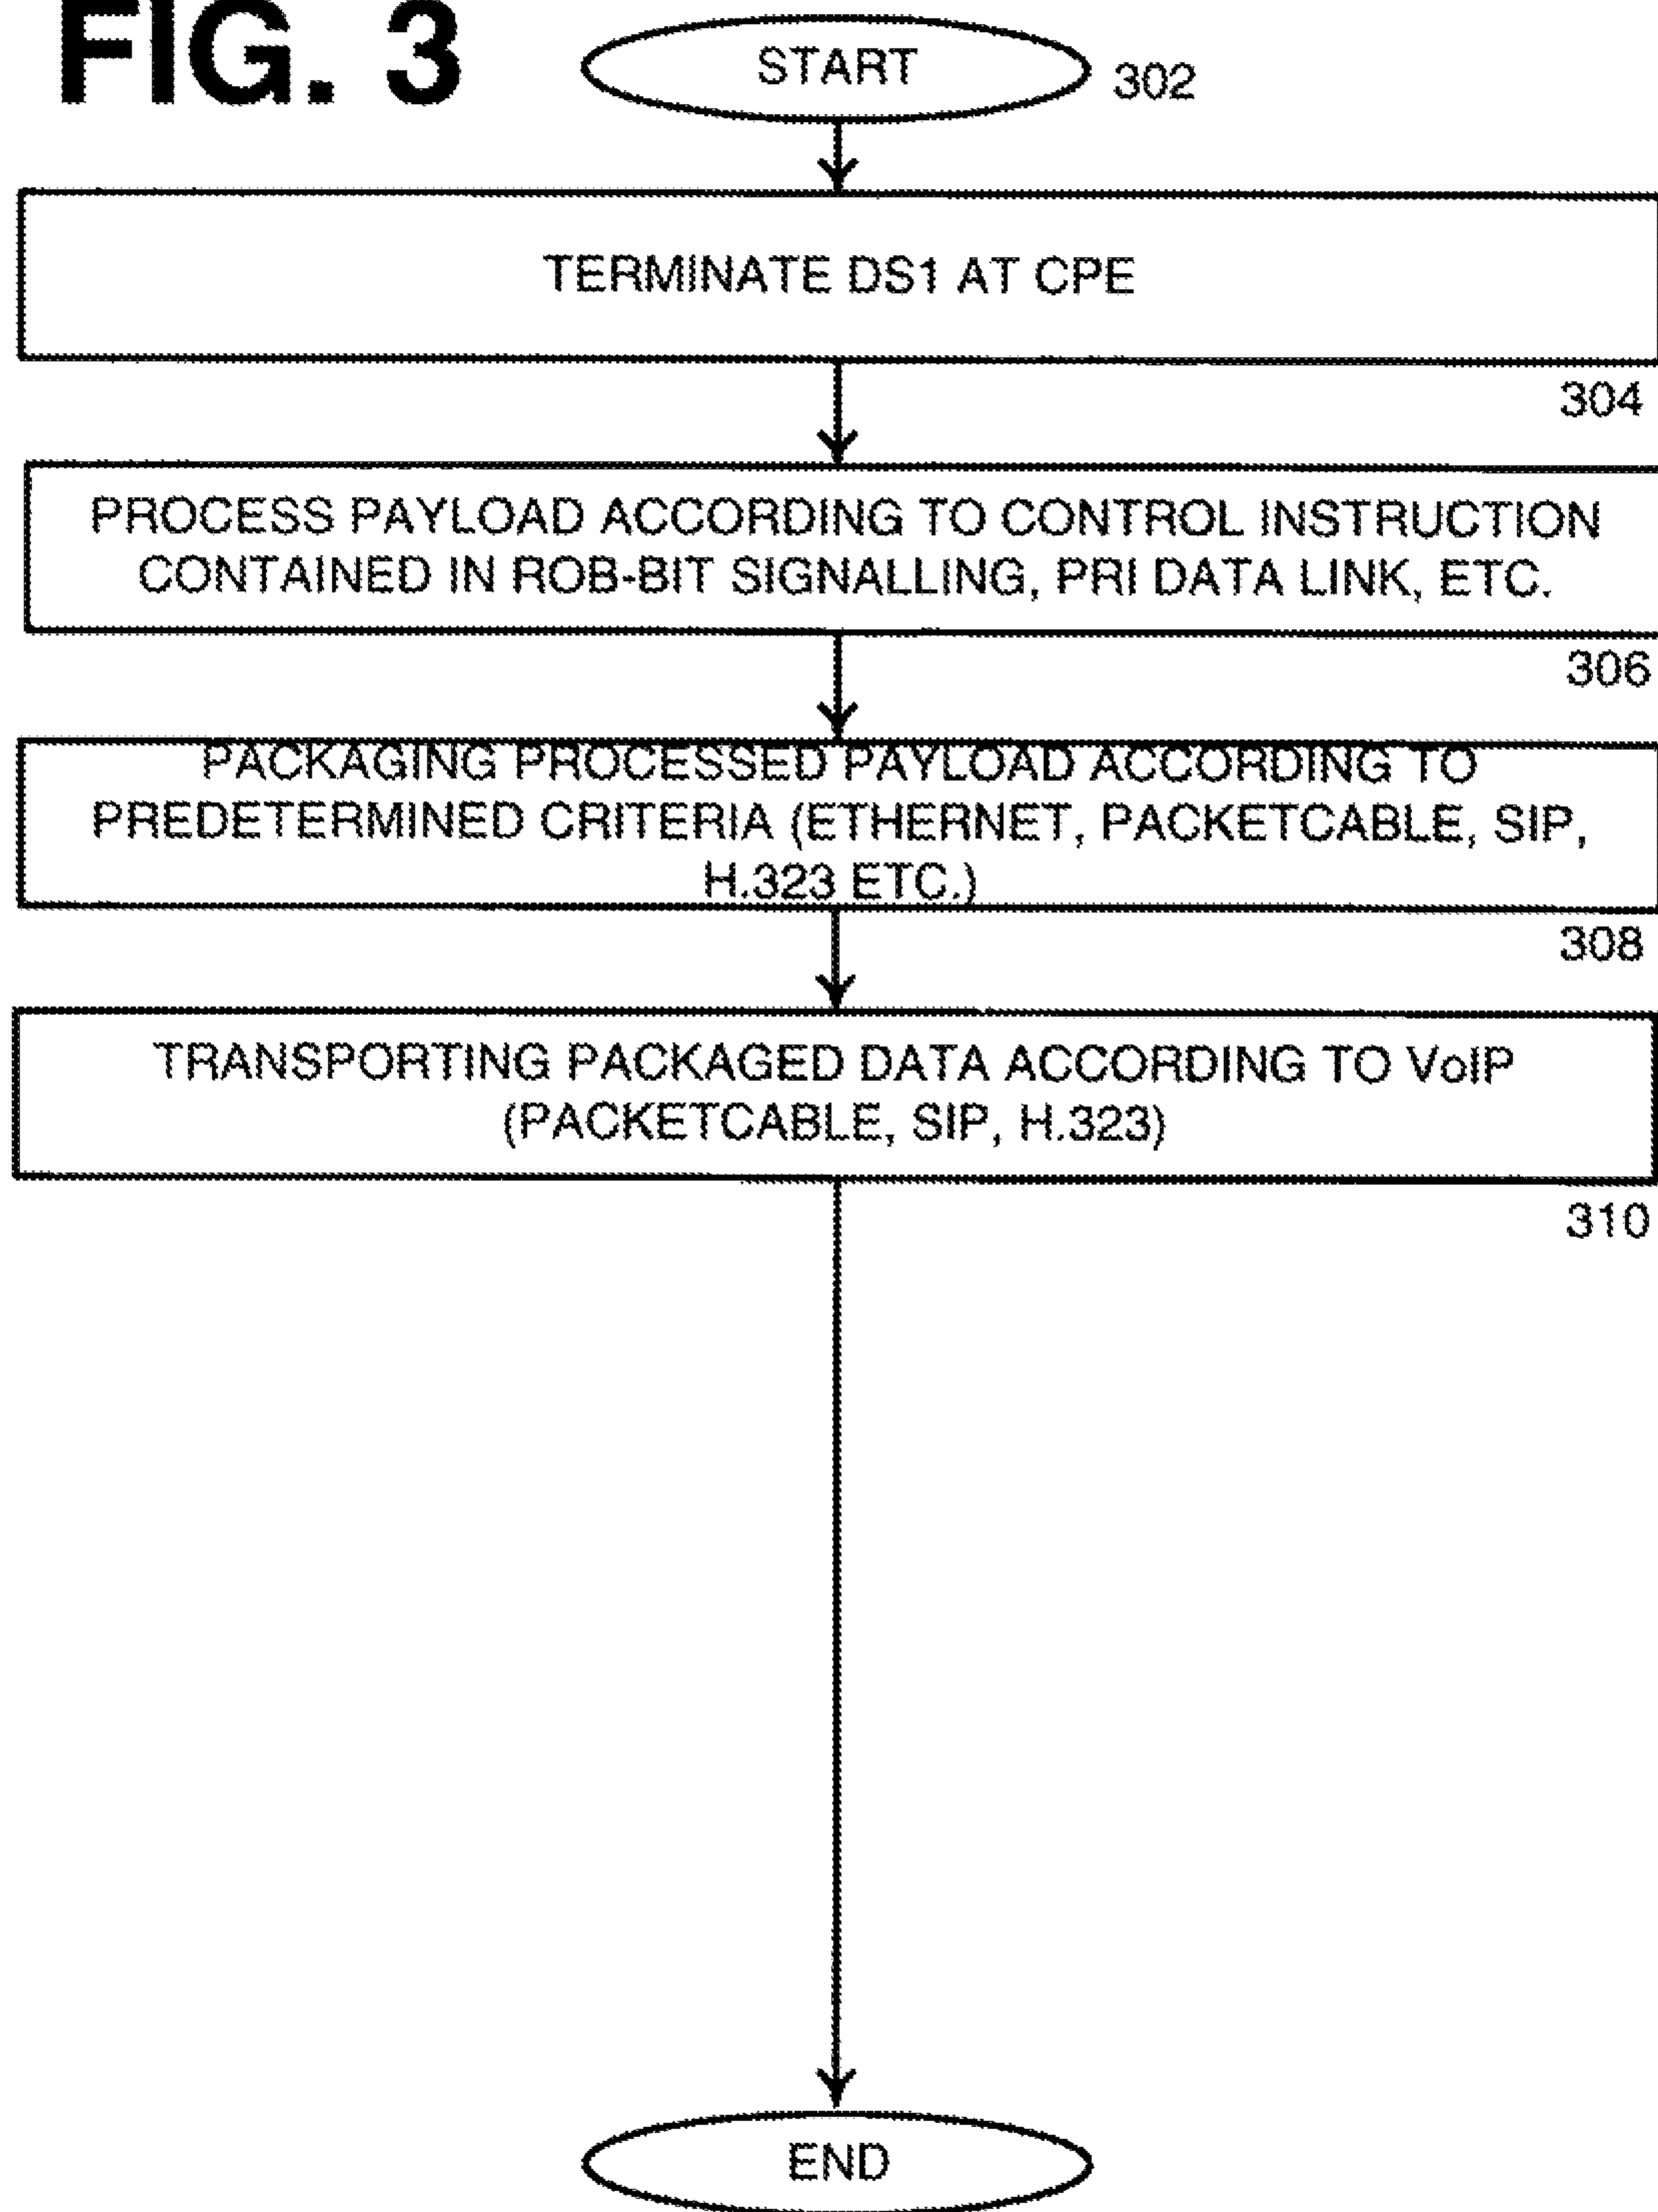 FIG. 3
START
302
TERMINATE DS1 AT CPE
304
PROCESS PAYLOAD ACCORDING TO CONTROL INSTRUCTION
CONTAINED IN ROB-BIT SIGNALLING, PRI DATA LINK, ETC.
306
PACKAGING PROCESSED PAYLOAD ACCORDING TO
PREDETERMINED CRITERIA (ETHERNET, PACKETCABLE, SIP,
H.323 ETC.)
308
TRANSPORTING PACKAGED DATA ACCORDING TO VoIP
(PACKETCABLE, SIP, H.323)
310
END